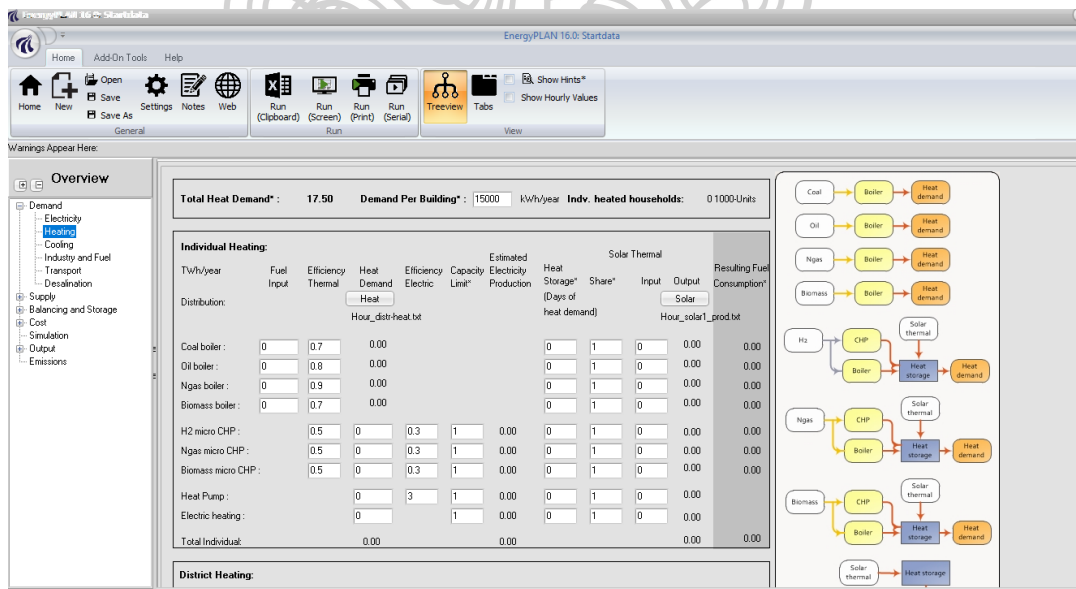 EnergyPLAN 16.0: Startdata
EnergyPLAN 16.0: Startdata
Home Add-On Tools Help
Home New Open Save Save As Settings Notes Web
General
Run (Clipboard) Run (Screen) Run (Print) Run (Serial)
Run
Treeview Tabs Show Hints* Show Hourly Values
View
Warnings Appear Here:
Overview
Demand
Electricity
Heating
Cooling
Industry and Fuel
Transport
Desalination
Supply
Balancing and Storage
Cost
Simulation
Output
Emissions
Total Heat Demand* : 17.50 Demand Per Building* : 15000 kWh/year Indv. heated households: 0 1000-Units
Individual Heating:
Solar Thermal
TWh/year Fuel Input Efficiency Thermal Heat Demand Efficiency Electric Capacity Limit* Estimated Electricity Production Heat Storage* Share* Input Output Resulting Fuel Consumption*
Distribution: Heat (Days of heat demand) Solar
Hour_distr-heat.txt Hour_solar1_prod.txt
Coal boiler : 0 0.7 0.00 0 1 0 0.00 0.00
Oil boiler : 0 0.8 0.00 0 1 0 0.00 0.00
Ngas boiler : 0 0.9 0.00 0 1 0 0.00 0.00
Biomass boiler : 0 0.7 0.00 0 1 0 0.00 0.00
H2 micro CHP : 0.5 0 0.3 1 0.00 0 1 0 0.00 0.00
Ngas micro CHP : 0.5 0 0.3 1 0.00 0 1 0 0.00 0.00
Biomass micro CHP : 0.5 0 0.3 1 0.00 0 1 0 0.00 0.00
Heat Pump : 0 3 1 0.00 0 1 0 0.00
Electric heating : 0 1 0.00 0 1 0 0.00
Total Individual: 0.00 0.00 0.00 0.00
District Heating:
Coal Boiler Heat demand
Oil Boiler Heat demand
Ngas Boiler Heat demand
Biomass Boiler Heat demand
Solar thermal
H2 CHP
Boiler Heat storage Heat demand
Solar thermal
Ngas CHP
Boiler Heat storage Heat demand
Solar thermal
Biomass CHP
Boiler Heat storage Heat demand
Solar thermal Heat storage